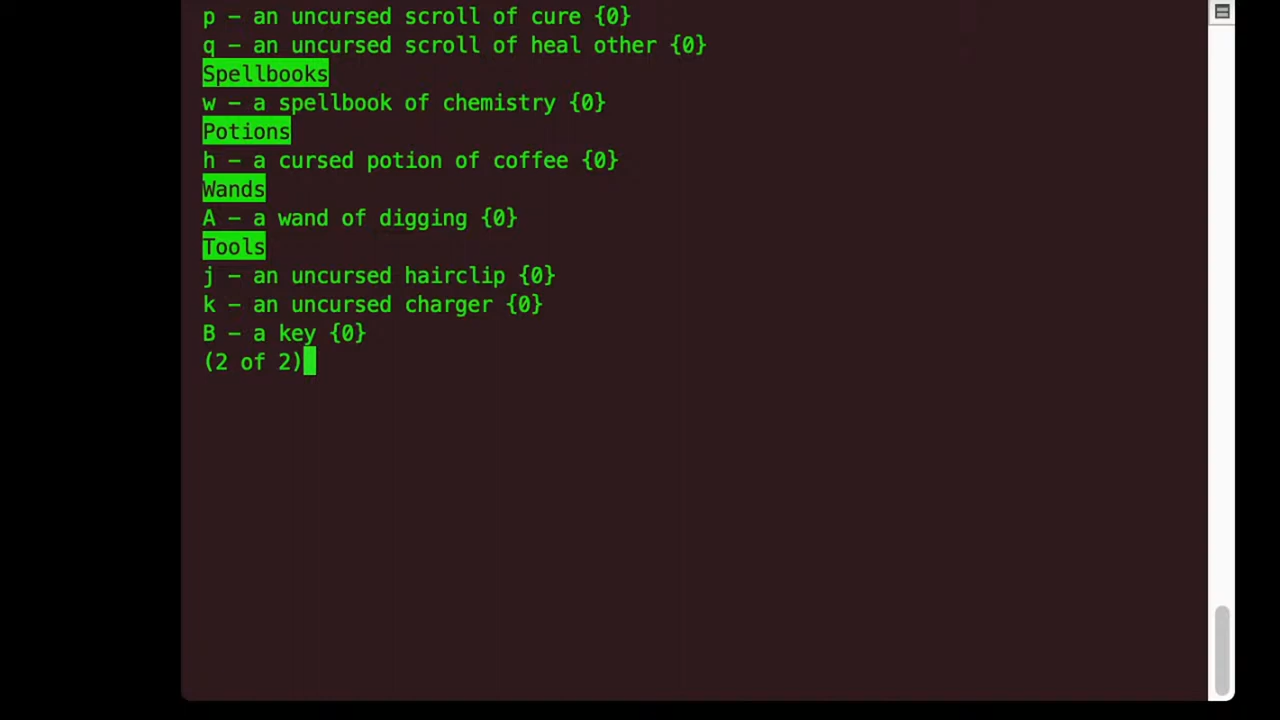 p - an uncursed scroll of cure {0}
q - an uncursed scroll of heal other {0}
Spellbooks
w - a spellbook of chemistry {0}
Potions
h - a cursed potion of coffee {0}
Wands
A - a wand of digging {0}
Tools
j - an uncursed hairclip {0}
k - an uncursed charger {0}
B - a key {0}
(2 of 2)